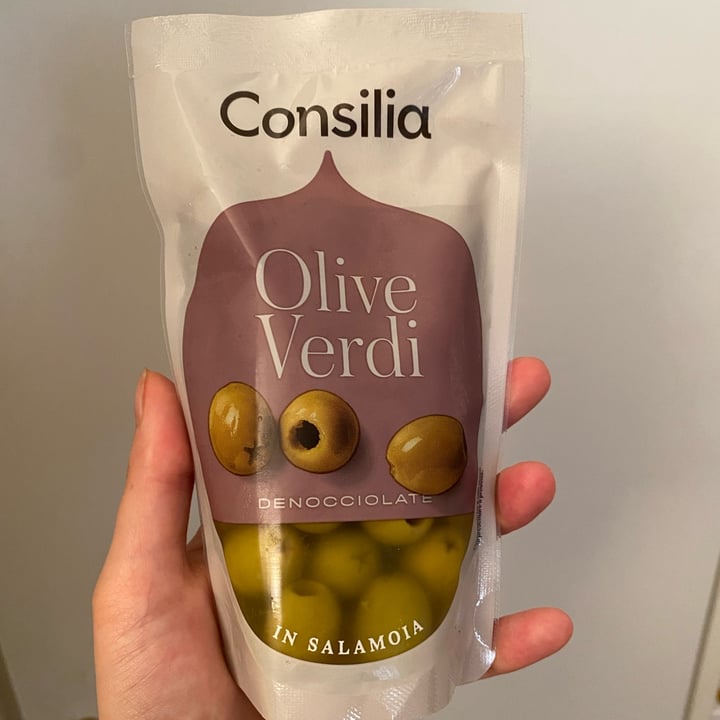 Consilia
Olive
Verdi
DENOCCIOLATE
IN SALAMOIA